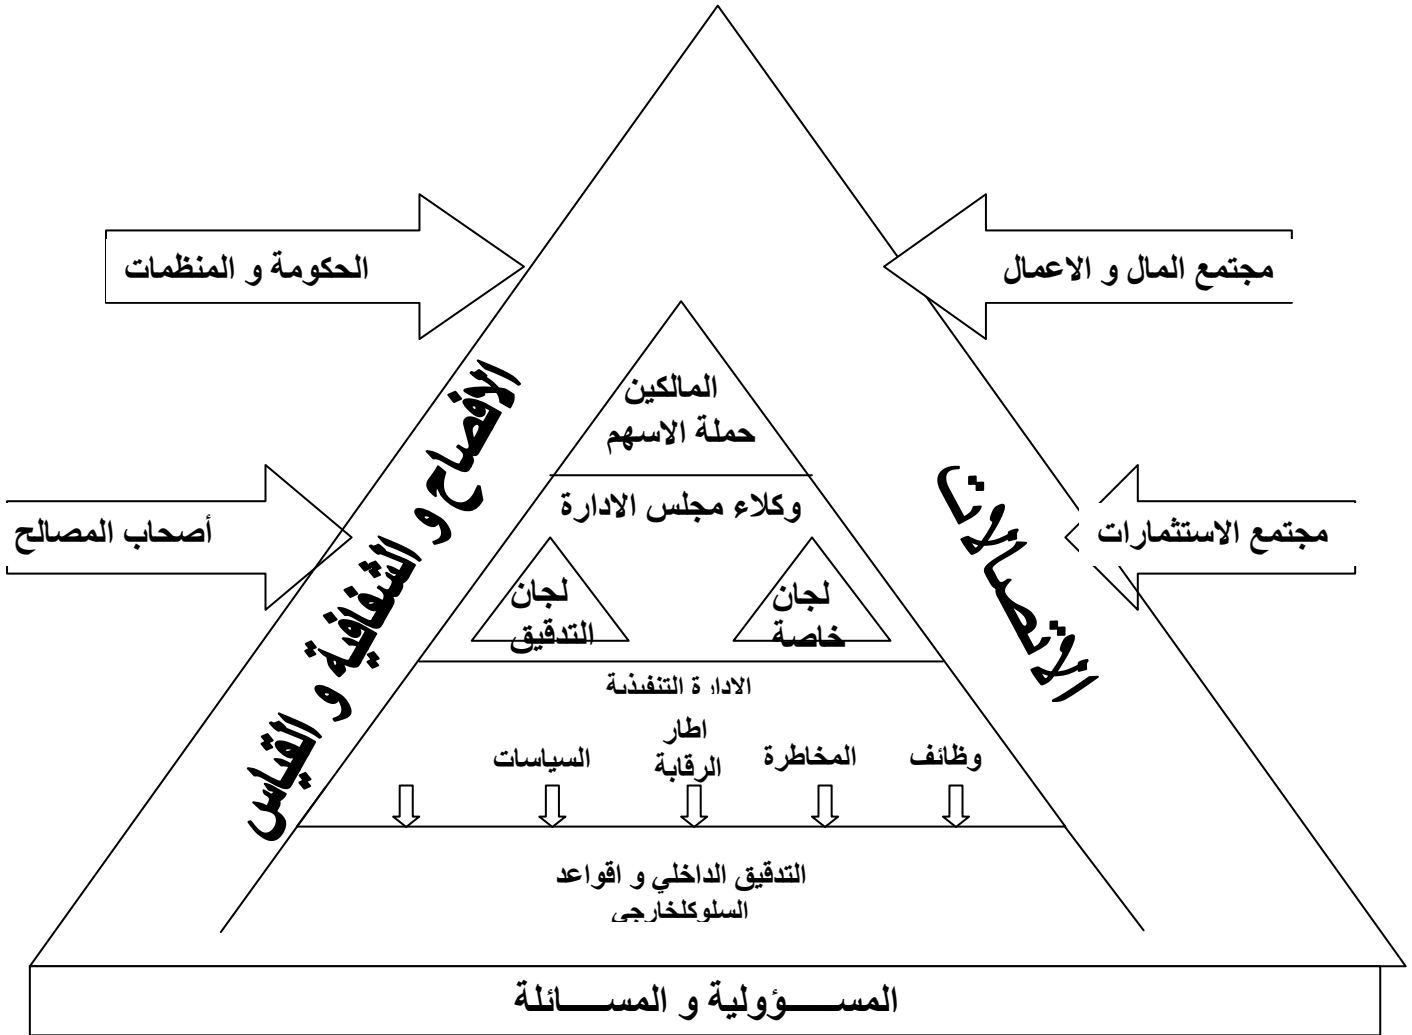 مجتمع المال و الاعمال
الحكومة و المنظمات
المالكين
حملة الاسهم
الافصاح و الشفافية و القياس
الاتصالات
مجتمع الاستثمارات
أصحاب المصالح
وكلاء مجلس الادارة
لجان
خاصة
لجان
التدقيق
الادارة التنفيذية
وظائف
المخاطرة
اطار
الرقابة
السياسات
التدقيق الداخلي و اقواعد
السلوكلخارجي
المســـــؤولية و المســـــائلة